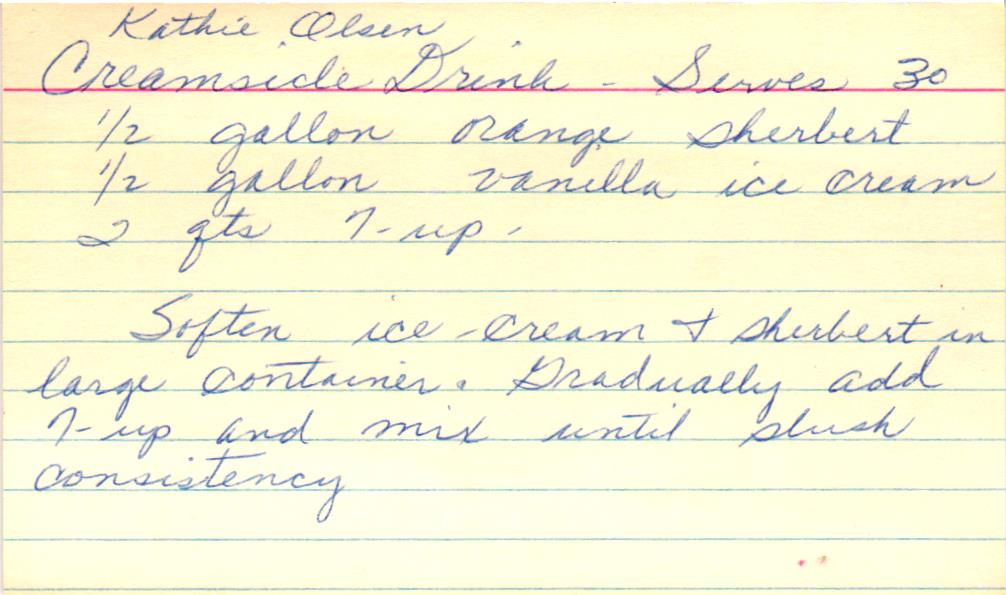 Kathie Olsen
Creamsicle Drink - Serves 30
1/2 gallon orange sherbert
1/2 gallon vanilla ice cream
2 qts 7-up -
Soften ice-cream & sherbert in
large container. Gradually add
7-up and mix until slush
consistency